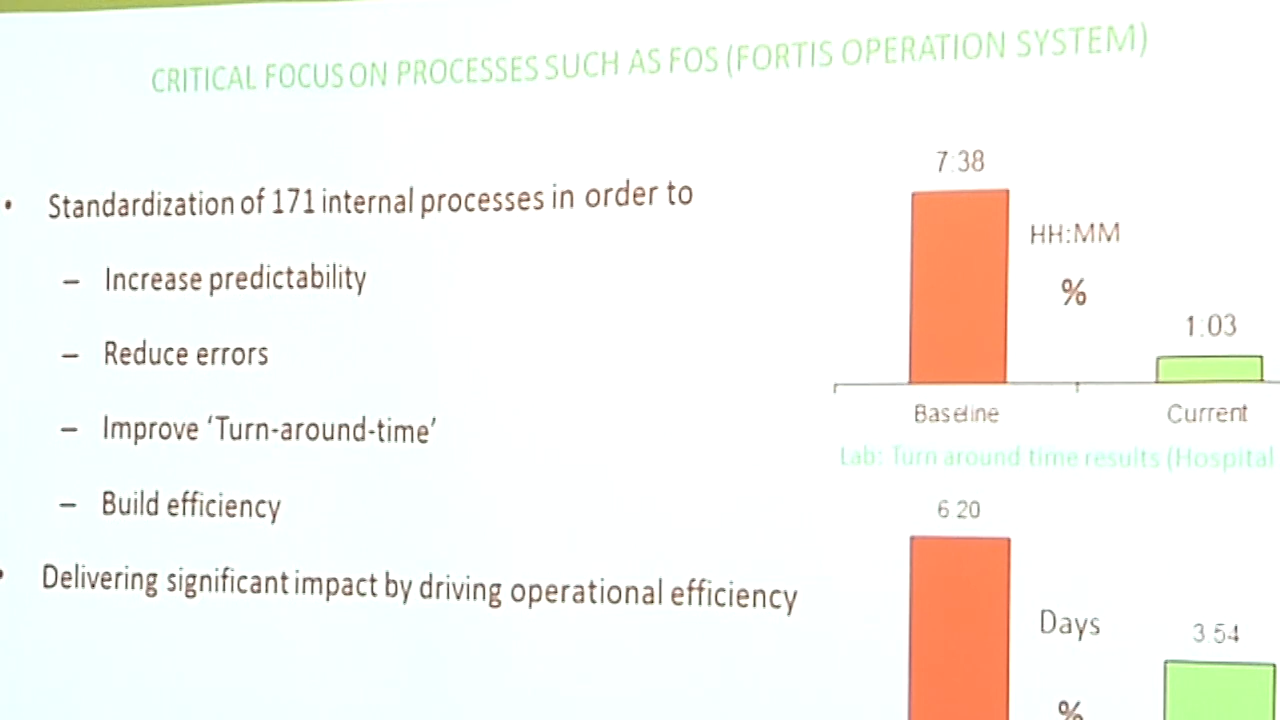 CRITICAL FOCUS ON PROCESSES SUCH AS FOS (FORTIS OPERATION SYSTEM)
• Standardization of 171 internal processes in order to
– Increase predictability
– Reduce errors
– Improve ‘Turn-around-time’
– Build efficiency
• Delivering significant impact by driving operational efficiency
7:38
HH:MM
%
1:03
Baseline Current
Lab: Turn around time results (Hospital
6.20
Days
3.54
%